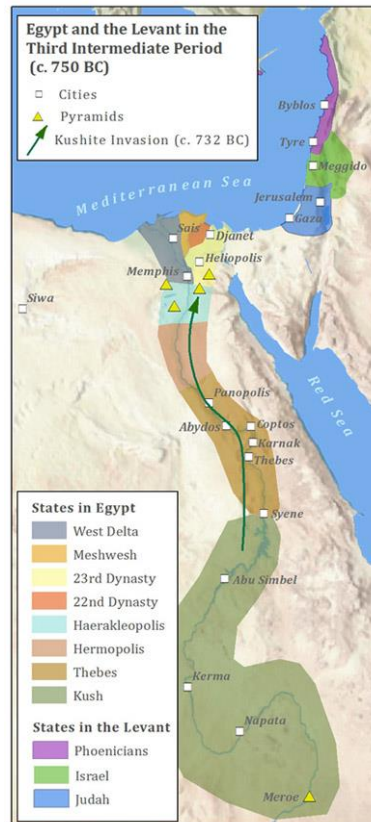 Egypt and the Levant in the
Third Intermediate Period
(c. 750 BC)
Cities
Pyramids
Kushite Invasion (c. 732 BC)
Byblos
Tyre
Meggido
Mediterranean Sea
Jerusalem
Gaza
Sais
Djanet
Heliopolis
Memphis
Siwa
Red Sea
Panopolis
Abydos
Coptos
Karnak
Thebes
Syene
Abu Simbel
Kerma
Napata
Meroe
States in Egypt
West Delta
Meshwesh
23rd Dynasty
22nd Dynasty
Haerakleopolis
Hermopolis
Thebes
Kush
States in the Levant
Phoenicians
Israel
Judah